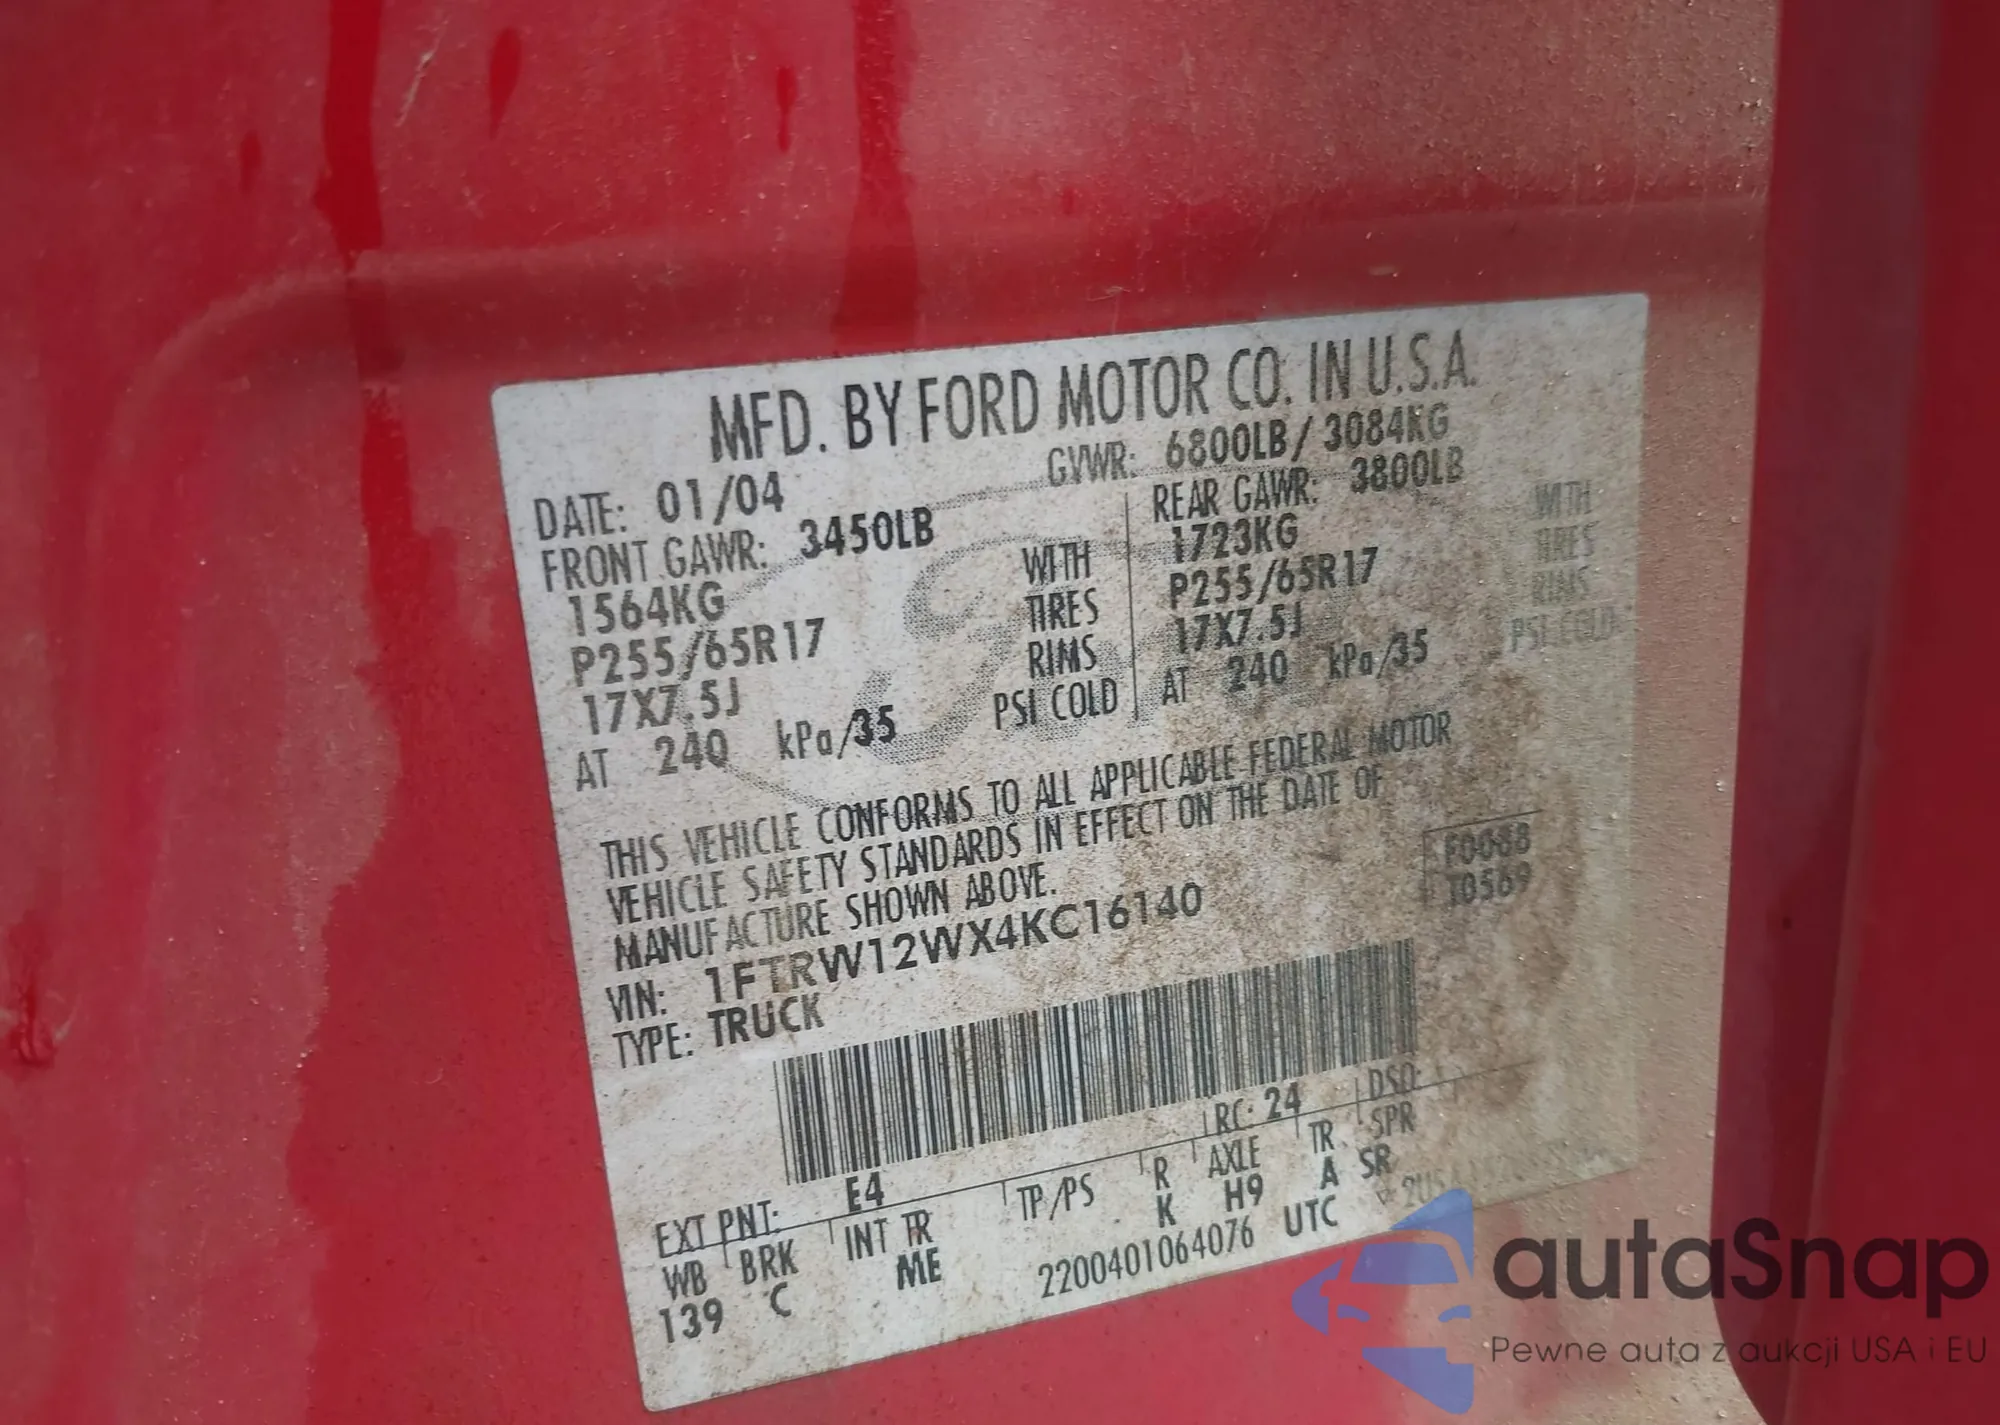 MFD. BY FORD MOTOR CO. IN U.S.A.
DATE: 01/04 GVWR: 6800LB/3084KG
FRONT GAWR: 3450LB REAR GAWR: 3800LB
1564KG WITH 1723KG WITH
P255/65R17 TIRES P255/65R17 TIRES
17X7.5J RIMS 17X7.5J RIMS
AT 240 kPa/35 PSI COLD AT 240 kPa/35 PSI COLD
THIS VEHICLE CONFORMS TO ALL APPLICABLE FEDERAL MOTOR
VEHICLE SAFETY STANDARDS IN EFFECT ON THE DATE OF
MANUFACTURE SHOWN ABOVE.
F0088
T0569
VIN: 1FTRW12WX4KC16140
TYPE: TRUCK
EXT PNT: E4 RC: 24 DSO:
WB BRK INT TR TP/PS R AXLE TR SPR
139 C ME K H9 A SR
2200401064076 UTC
autaSnap
Pewne auta z aukcji USA i EU